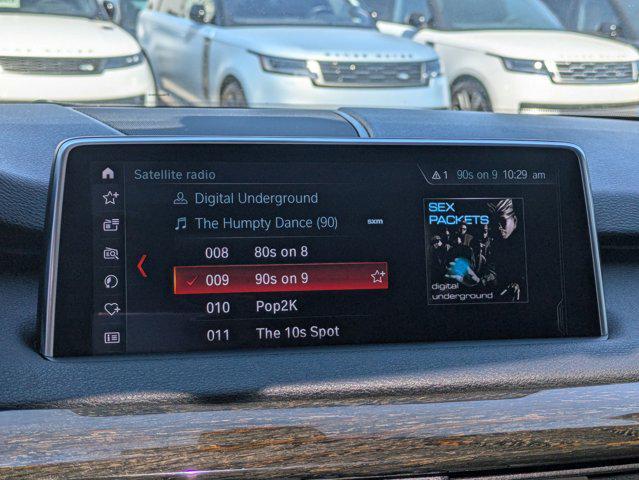 Satellite radio
1 90s on 9 10:29 am
Digital Underground
The Humpty Dance (90) sxm
008 80s on 8
009 90s on 9
010 Pop2K
011 The 10s Spot
SEX
PACKETS
digital
underground